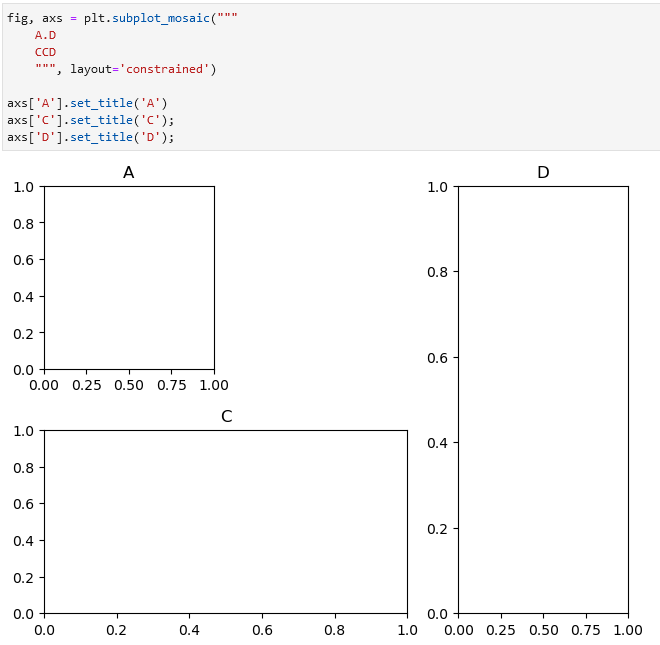 fig, axs = plt.subplot_mosaic("""
    A.D
    CCD
    """, layout='constrained')
axs['A'].set_title('A')
axs['C'].set_title('C');
axs['D'].set_title('D');
A
1.0
0.8
0.6
0.4
0.2
0.0
0.00 0.25 0.50 0.75 1.00
C
1.0
0.8
0.6
0.4
0.2
0.0
0.0 0.2 0.4 0.6 0.8 1.0
D
1.0
0.8
0.6
0.4
0.2
0.0
0.00 0.25 0.50 0.75 1.00